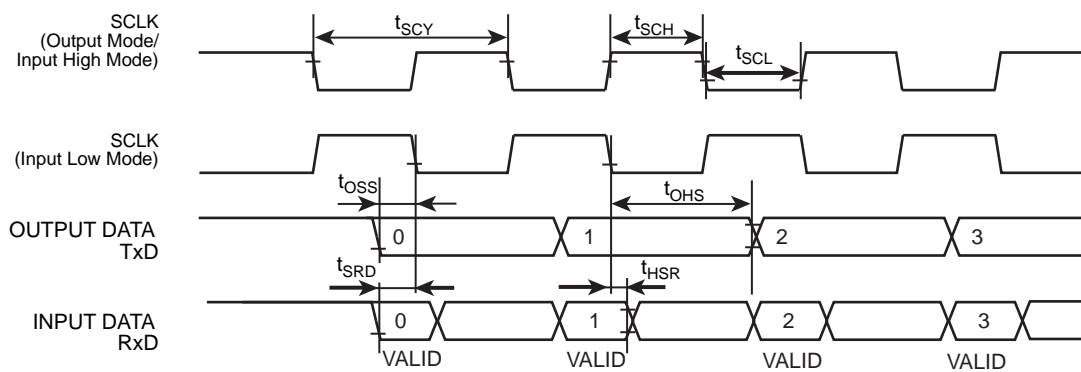 SCLK
(Output Mode/
Input High Mode)
tSCY
tSCH
tSCL
SCLK
(Input Low Mode)
tOSS
tOHS
OUTPUT DATA
TxD
0
1
2
3
tSRD
tHSR
INPUT DATA
RxD
0
1
2
3
VALID
VALID
VALID
VALID